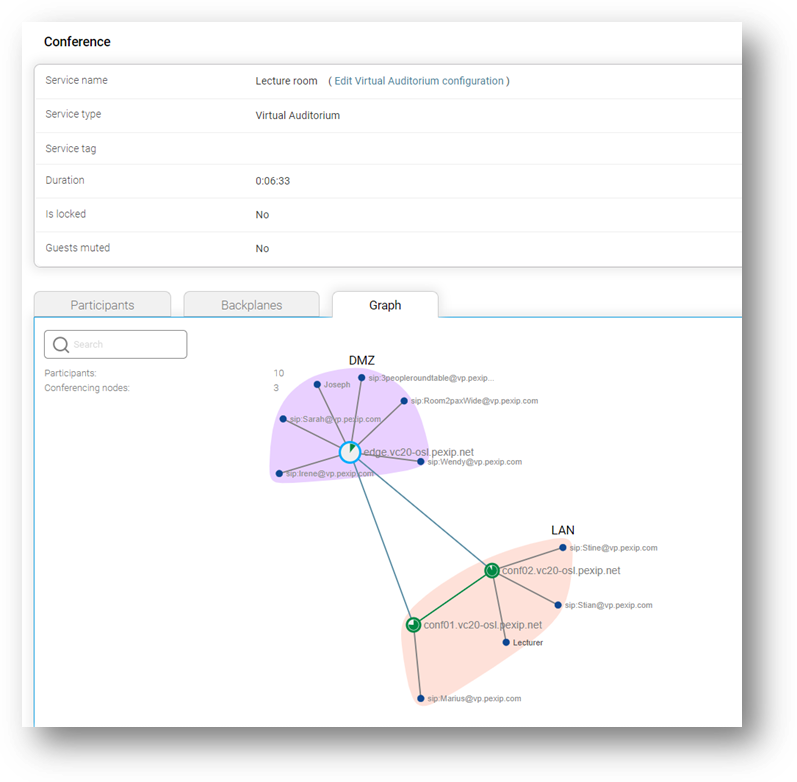 Conference
Service name Lecture room ( Edit Virtual Auditorium configuration )
Service type Virtual Auditorium
Service tag
Duration 0:06:33
Is locked No
Guests muted No
Participants Backplanes Graph
Search
Participants: 10
Conferencing nodes: 3
DMZ
sip:3peopleroundtable@vp.pexip...
Joseph
sip:Room2paxWide@vp.pexip.com
sip:Sarah@vp.pexip.com
edge.vc20-osl.pexip.net
sip:Wendy@vp.pexip.com
sip:Irene@vp.pexip.com
LAN
sip:Stine@vp.pexip.com
conf02.vc20-osl.pexip.net
sip:Stian@vp.pexip.com
conf01.vc20-osl.pexip.net
Lecturer
sip:Marius@vp.pexip.com